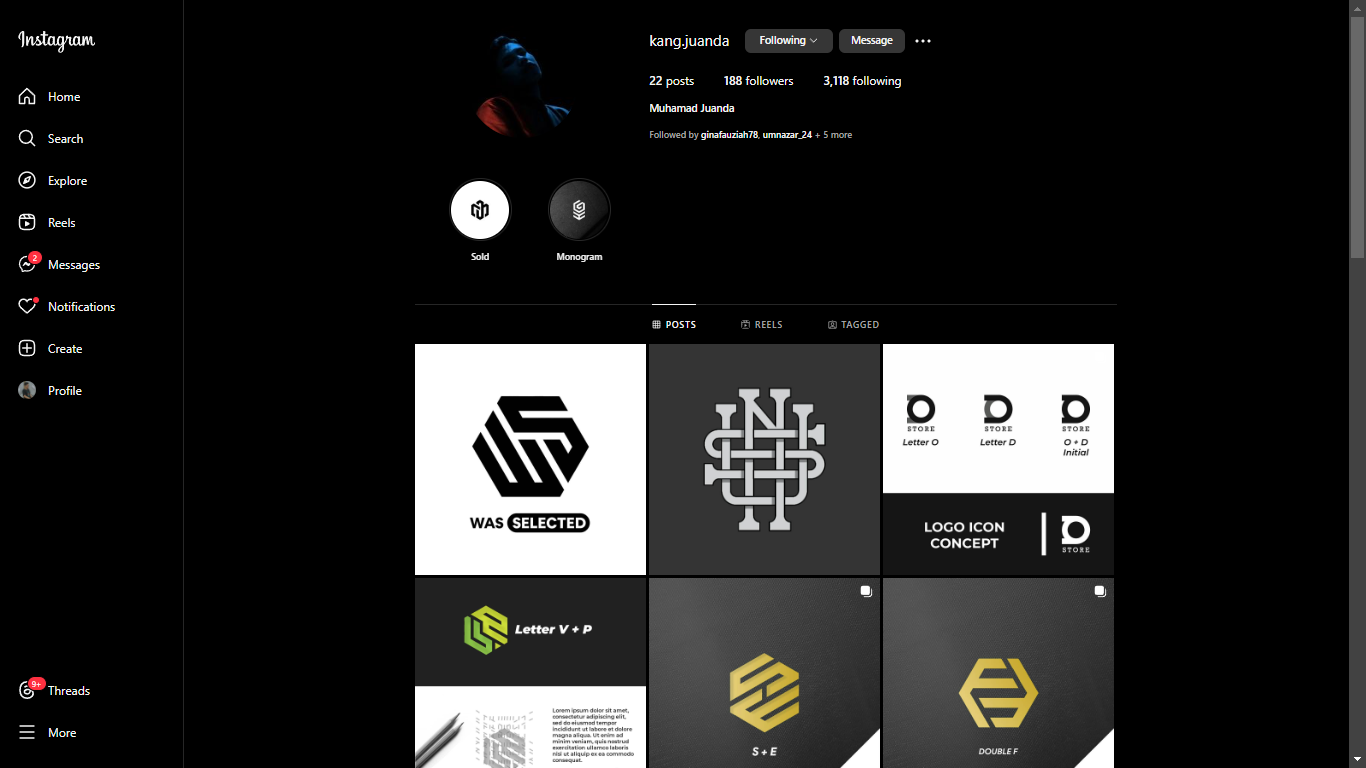 Instagram
Home
Search
Explore
Reels
2
Messages
Notifications
Create
Profile
9+
Threads
More
kang.juanda
Following
Message
22 posts
188 followers
3,118 following
Muhamad Juanda
Followed by ginafauziah78, umnazar_24 + 5 more
Sold
Monogram
POSTS
REELS
TAGGED
WAS SELECTED
STORE
Letter O
STORE
Letter D
STORE
O + D
Initial
LOGO ICON
CONCEPT
STORE
Letter V + P
Lorem ipsum dolor sit amet,
consectetur adipiscing elit,
sed do eiusmod tempor
incididunt ut labore et dolore
magna aliqua. Ut enim ad
minim veniam, quis nostrud
exercitation ullamco laboris
nisi ut aliquip ex ea commodo
consequat.
S + E
DOUBLE F